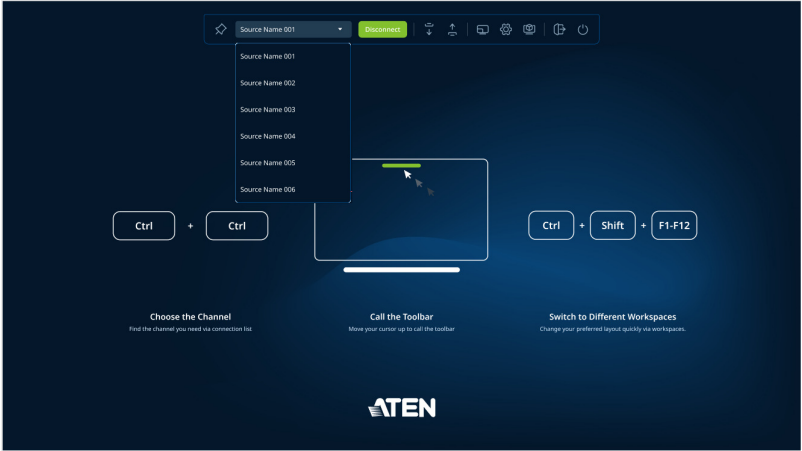 Source Name 001
Disconnect
Source Name 001
Source Name 002
Source Name 003
Source Name 004
Source Name 005
Source Name 006
Ctrl + Ctrl
Ctrl + Shift + F1-F12
Choose the Channel
Find the channel you need via connection list
Call the Toolbar
Move your cursor up to call the toolbar
Switch to Different Workspaces
Change your preferred layout quickly via workspaces.
ATEN